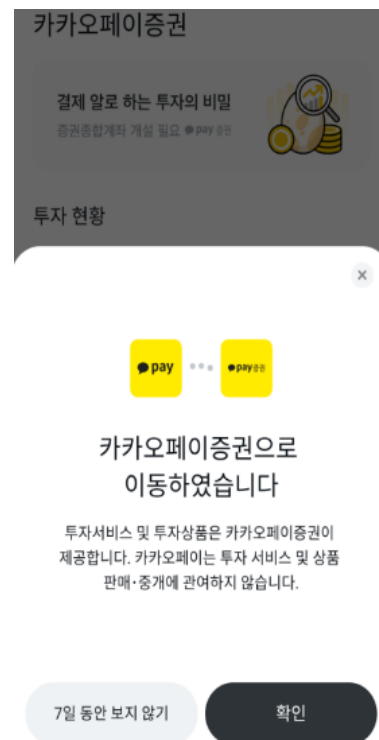 카카오페이증권
결제 알로 하는 투자의 비밀
증권종합계좌 개설 필요 pay 증권
투자 현황
×
pay
pay증권
카카오페이증권으로
이동하였습니다
투자서비스 및 투자상품은 카카오페이증권이
제공합니다. 카카오페이는 투자 서비스 및 상품
판매·중개에 관여하지 않습니다.
7일 동안 보지 않기
확인